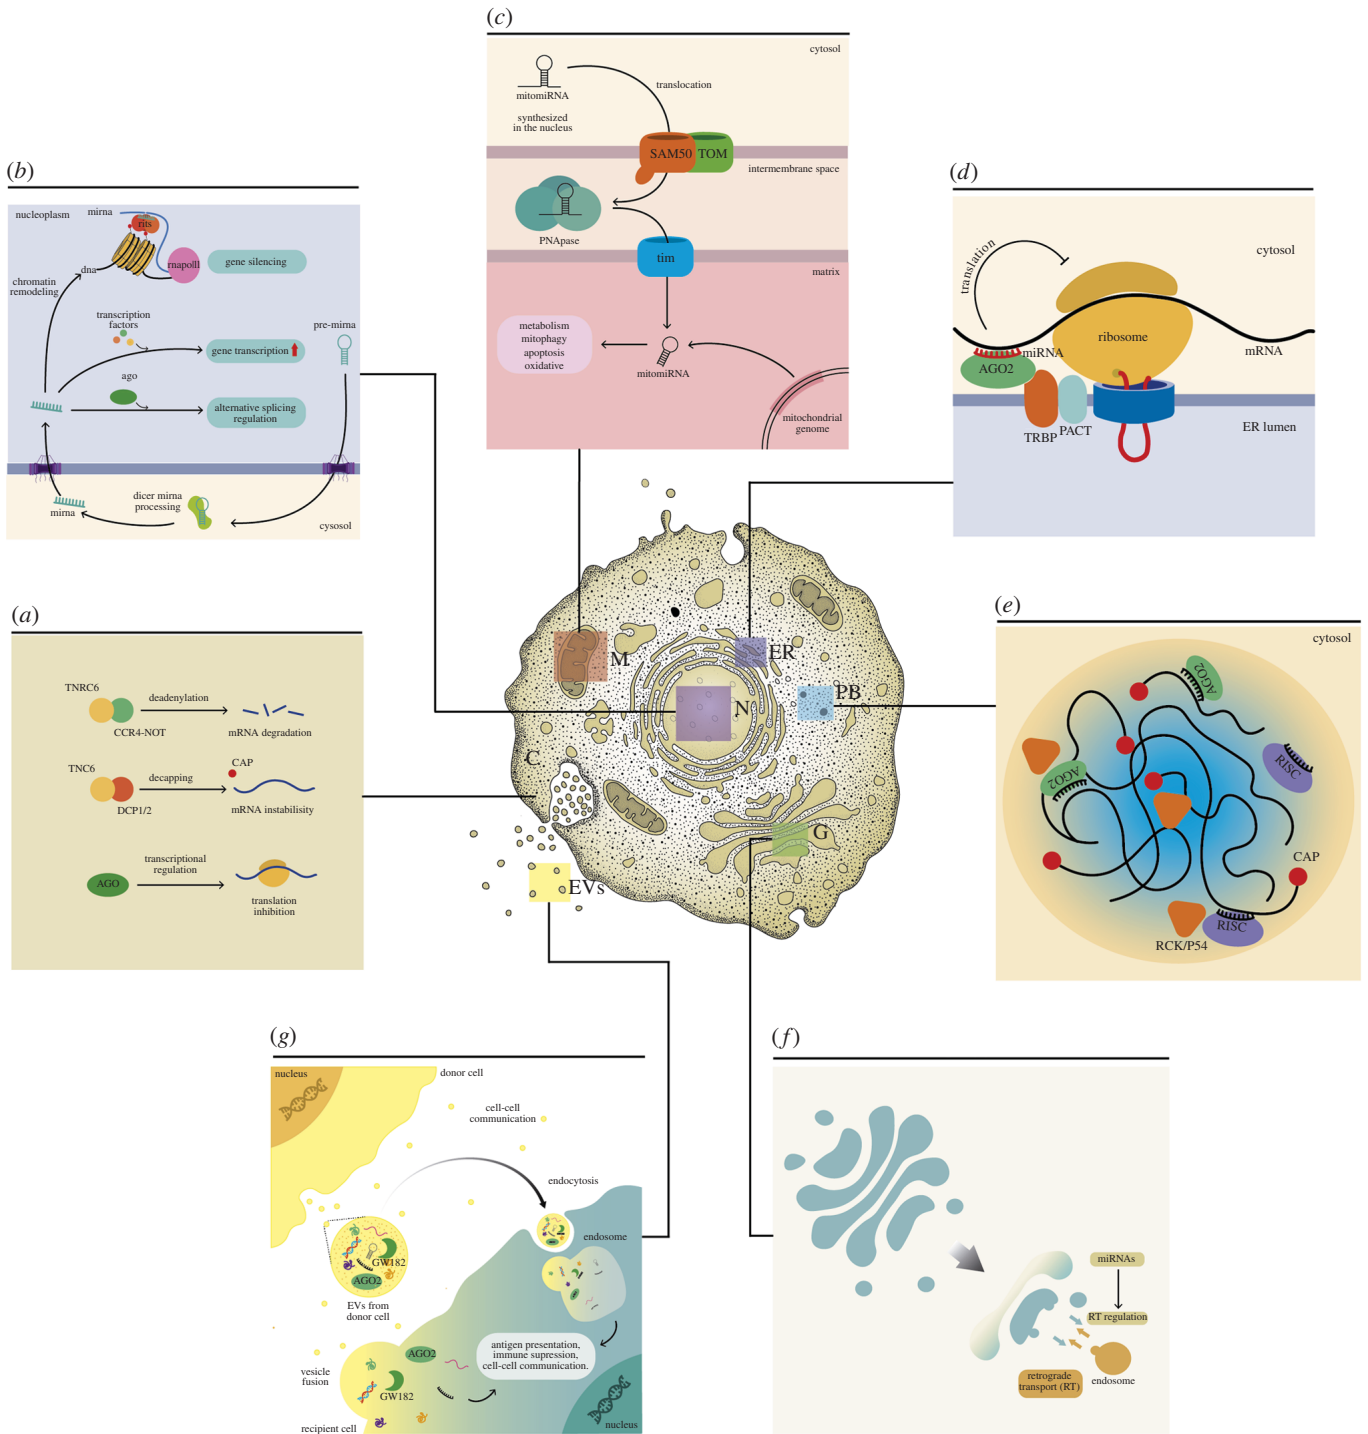 (c)
cytosol
mitomiRNA
translocation
synthesized
in the nucleus
SAM50
TOM
intermembrane space
PNApase
tim
matrix
metabolism
mitophagy
apoptosis
oxidative
mitomiRNA
mitochondrial
genome
(b)
nucleoplasm
mirna
rits
rnapolII
gene silencing
dna
chromatin
remodeling
transcription
factors
pre-mirna
gene transcription
ago
alternative splicing
regulation
dicer mirna
processing
mirna
cysosol
(d)
cytosol
translation
ribosome
miRNA
mRNA
AGO2
TRBP
PACT
ER lumen
(a)
TNRC6
deadenylation
CCR4-NOT
mRNA degradation
TNC6
decapping
CAP
DCP1/2
mRNA instabilisity
AGO
transcriptional
regulation
translation
inhibition
M
ER
N
PB
C
G
EVs
(e)
cytosol
AGO2
AGO2
RISC
CAP
RISC
RCK/P54
(g)
nucleus
donor cell
cell-cell
communication
endocytosis
endosome
GW182
AGO2
EVs from
donor cell
antigen presentation,
immune supression,
cell-cell communication.
vesicle
fusion
AGO2
GW182
recipient cell
nucleus
(f)
miRNAs
RT regulation
retrograde
transport (RT)
endosome